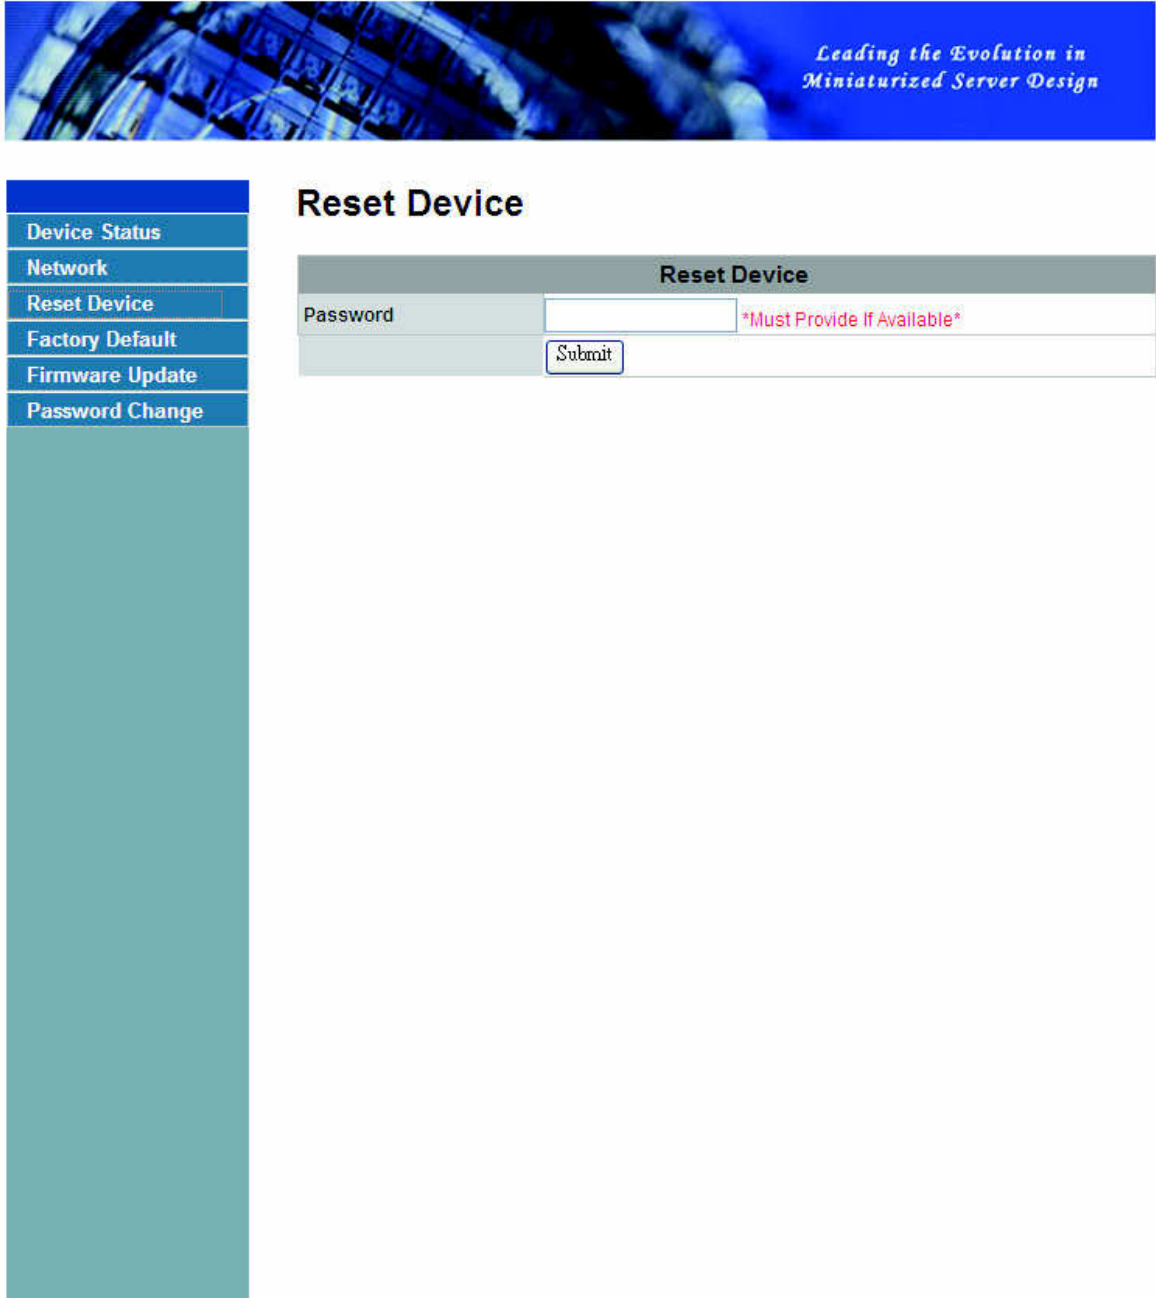 Leading the Evolution in
Miniaturized Server Design
Device Status
Network
Reset Device
Factory Default
Firmware Update
Password Change
Reset Device
Reset Device
Password
*Must Provide If Available*
Submit